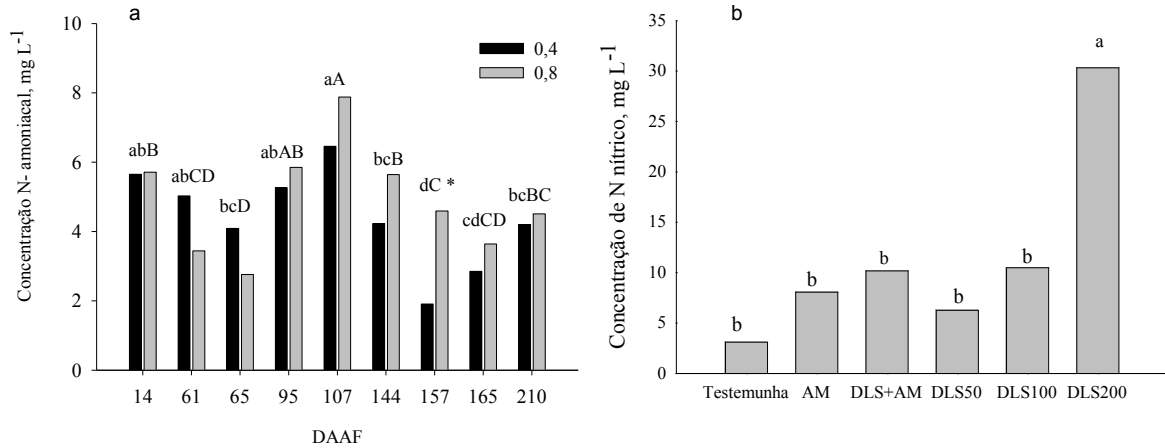 a
Concentração N- amoniacal, mg L-1
10
8
6
4
2
0
0,4
0,8
abB
abCD
bcD
abAB
aA
bcB
dC *
cdCD
bcBC
14 61 65 95 107 144 157 165 210
DAAF
b
Concentração de N nítrico, mg L-1
35
30
25
20
15
10
5
0
b
b
b
b
b
a
Testemunha AM DLS+AM DLS50 DLS100 DLS200